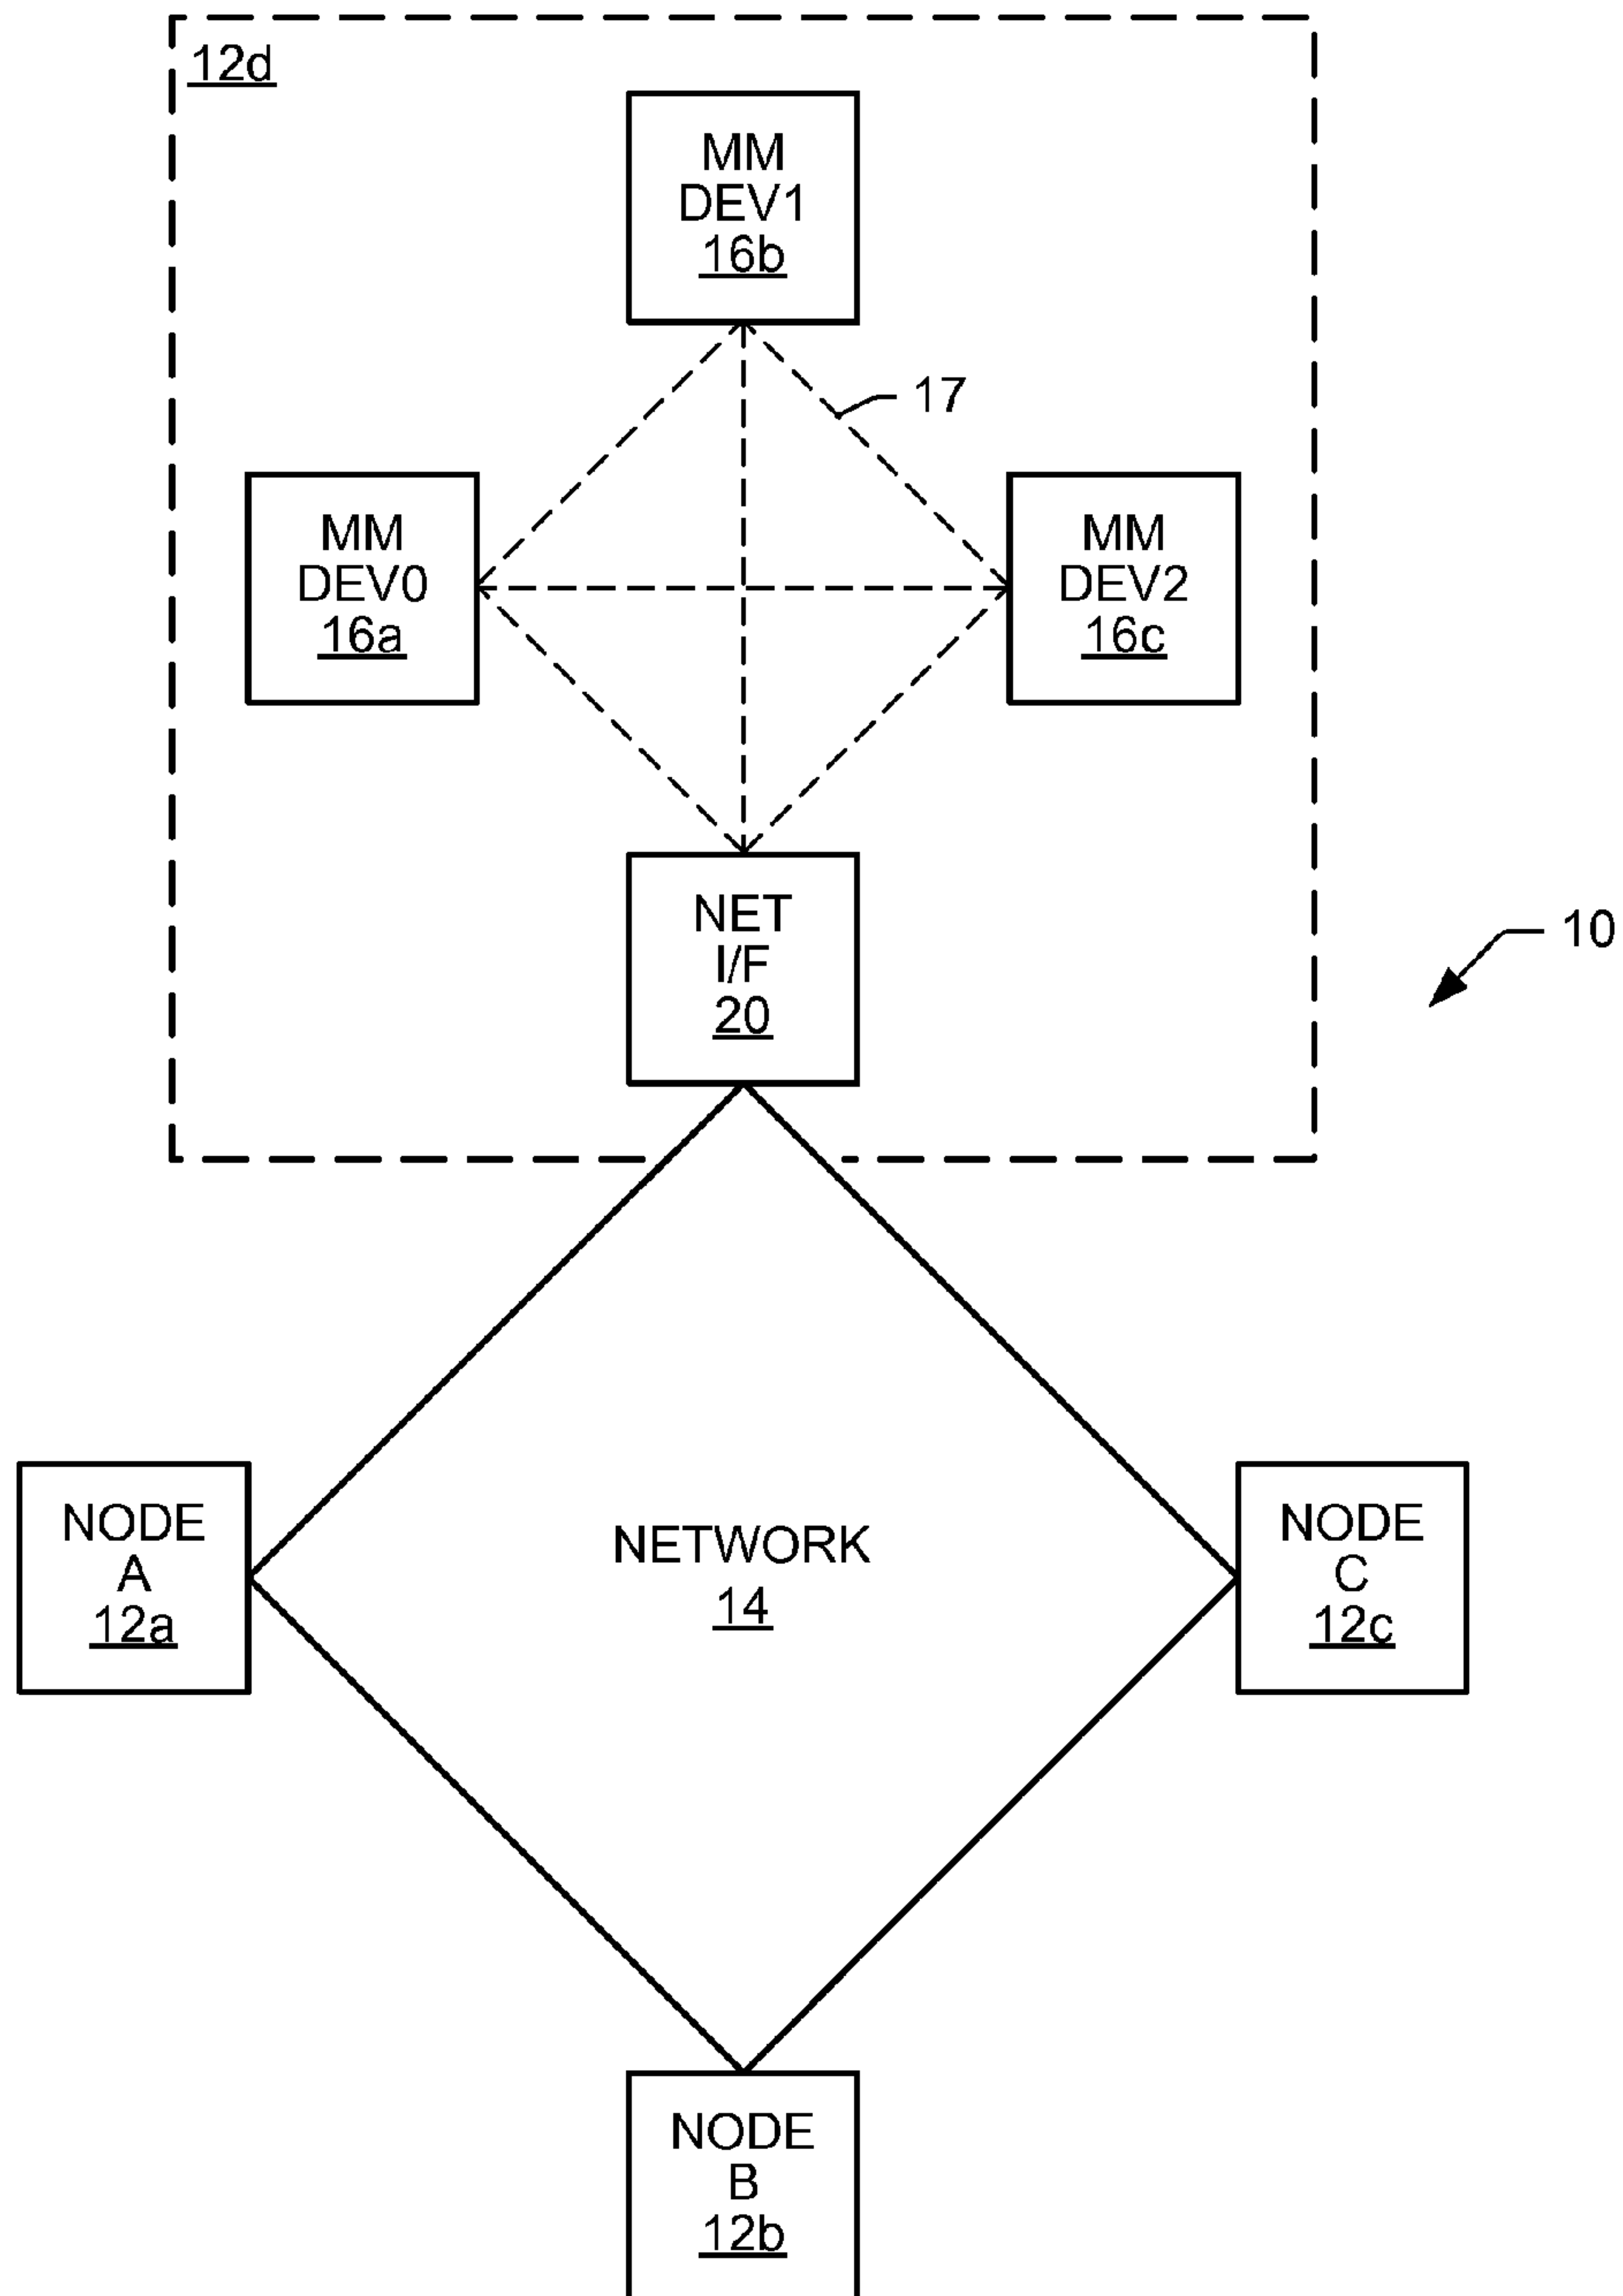 12d
MM
DEV1
16b
17
MM
DEV0
16a
MM
DEV2
16c
NET
I/F
20
10
NODE
A
12a
NETWORK
14
NODE
C
12c
NODE
B
12b